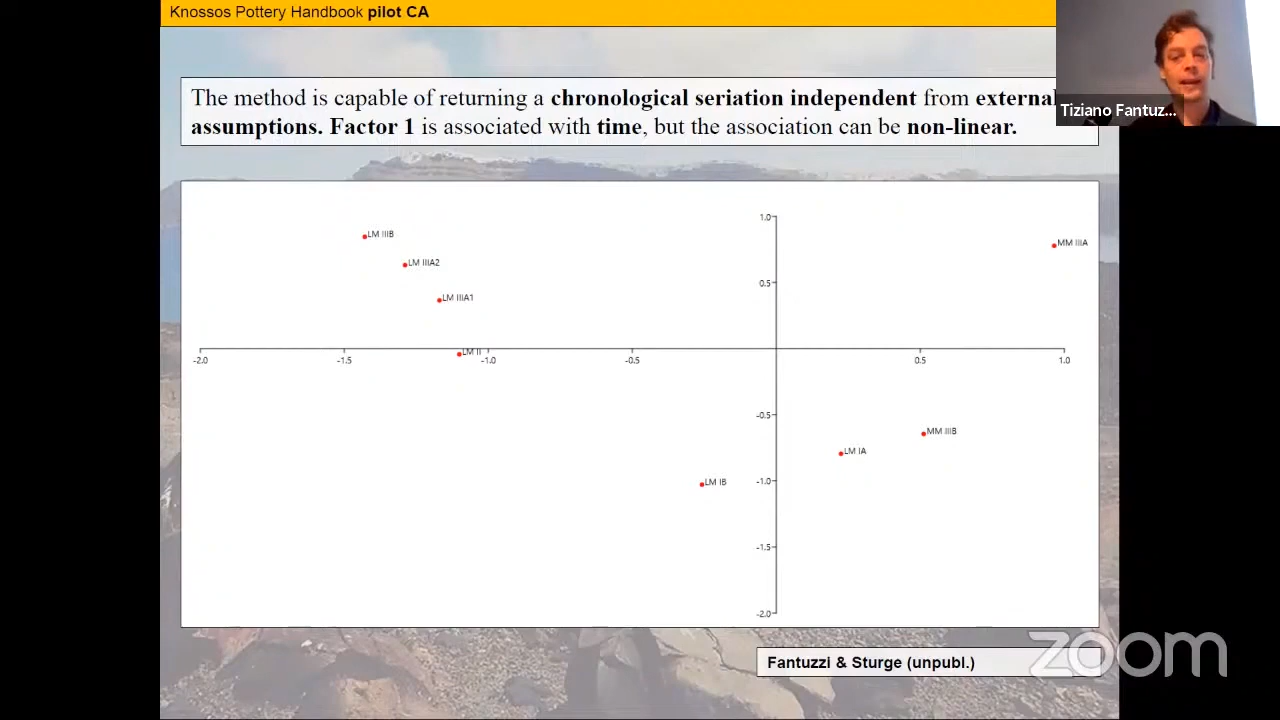 Knossos Pottery Handbook pilot CA
The method is capable of returning a chronological seriation independent from external
assumptions. Factor 1 is associated with time, but the association can be non-linear.
Tiziano Fantuz...
1.0
LM IIIB
MM IIIA
LM IIIA2
0.5
LM IIIA1
LM II
-2.0 -1.5 -1.0 -0.5 0.5 1.0
-0.5
MM IIIB
LM IA
-1.0
LM IB
-1.5
-2.0
Fantuzzi & Sturge (unpubl.)
zoom